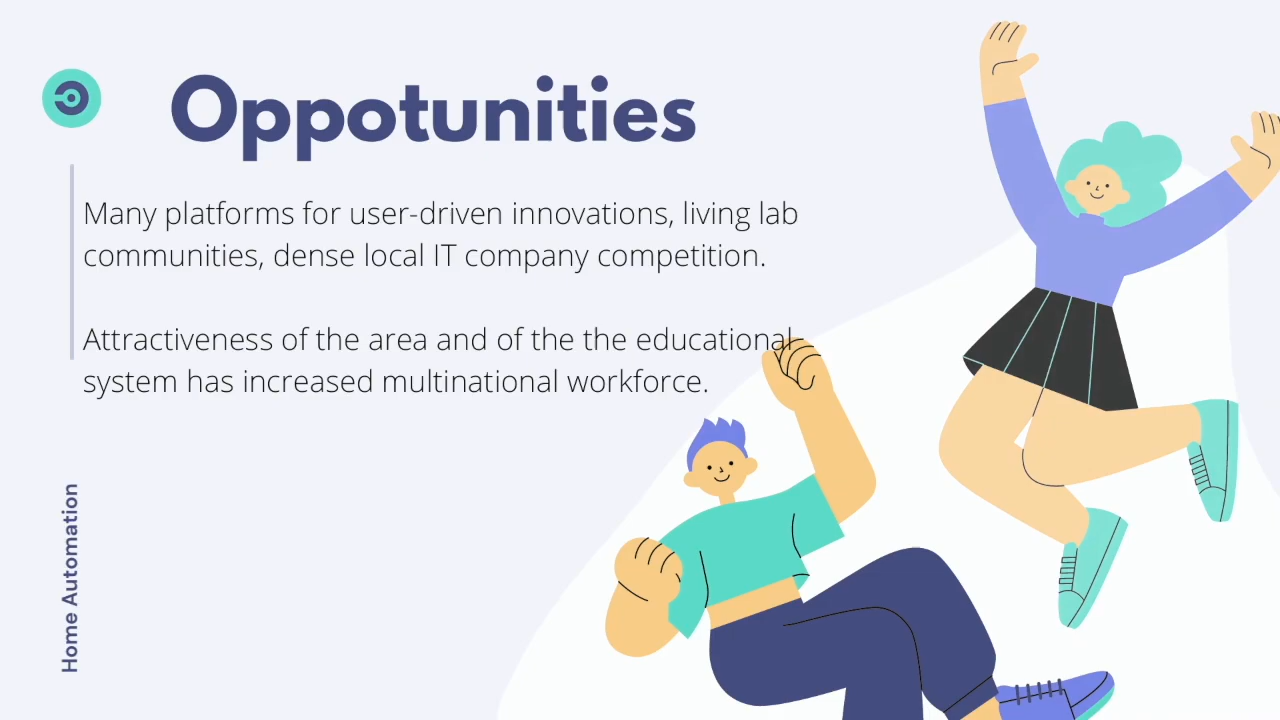 Oppotunities
Many platforms for user-driven innovations, living lab
communities, dense local IT company competition.
Attractiveness of the area and of the the educational
system has increased multinational workforce.
Home Automation